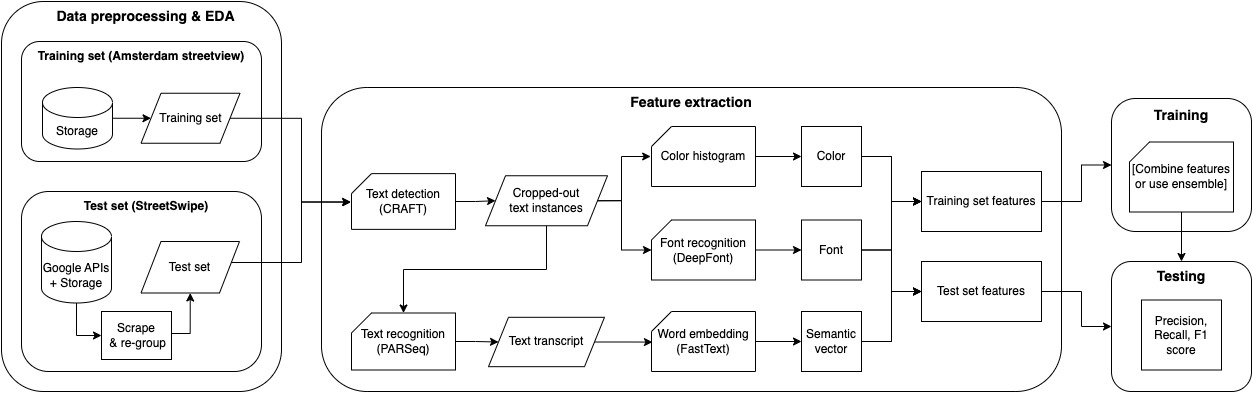 Data preprocessing & EDA
Training set (Amsterdam streetview)
Storage
Training set
Test set (StreetSwipe)
Google APIs
+ Storage
Test set
Scrape
& re-group
Feature extraction
Text detection
(CRAFT)
Cropped-out
text instances
Color histogram
Color
Font recognition
(DeepFont)
Font
Text recognition
(PARSeq)
Text transcript
Word embedding
(FastText)
Semantic
vector
Training set features
Test set features
Training
[Combine features
or use ensemble]
Testing
Precision,
Recall, F1
score